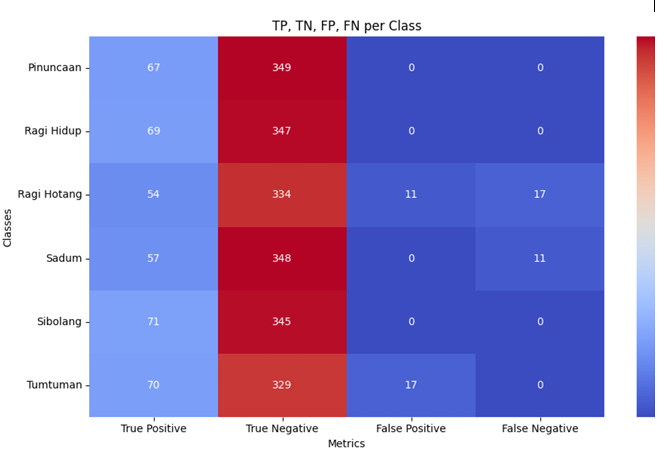 TP, TN, FP, FN per Class
Classes
Pinuncaan 67 349 0 0
Ragi Hidup 69 347 0 0
Ragi Hotang 54 334 11 17
Sadum 57 348 0 11
Sibolang 71 345 0 0
Tumtuman 70 329 17 0
True Positive True Negative False Positive False Negative
Metrics